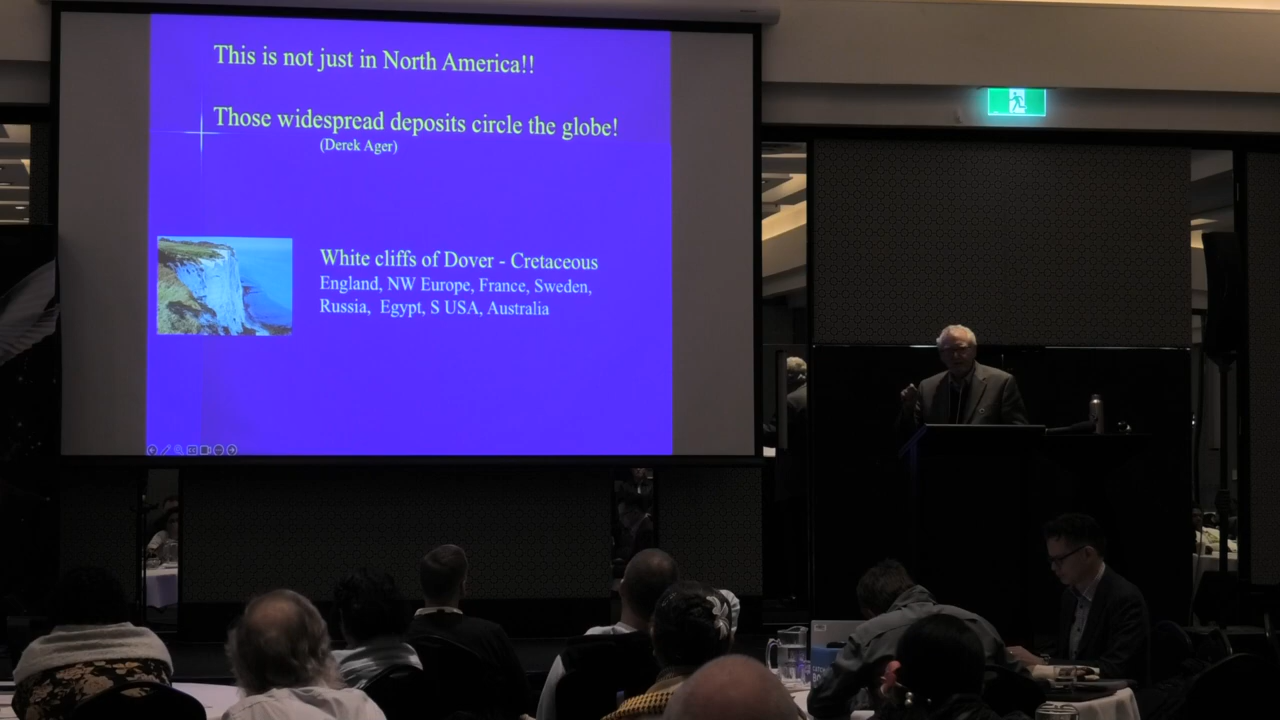 This is not just in North America!!
Those widespread deposits circle the globe!
(Derek Ager)
White cliffs of Dover - Cretaceous
England, NW Europe, France, Sweden,
Russia, Egypt, S USA, Australia